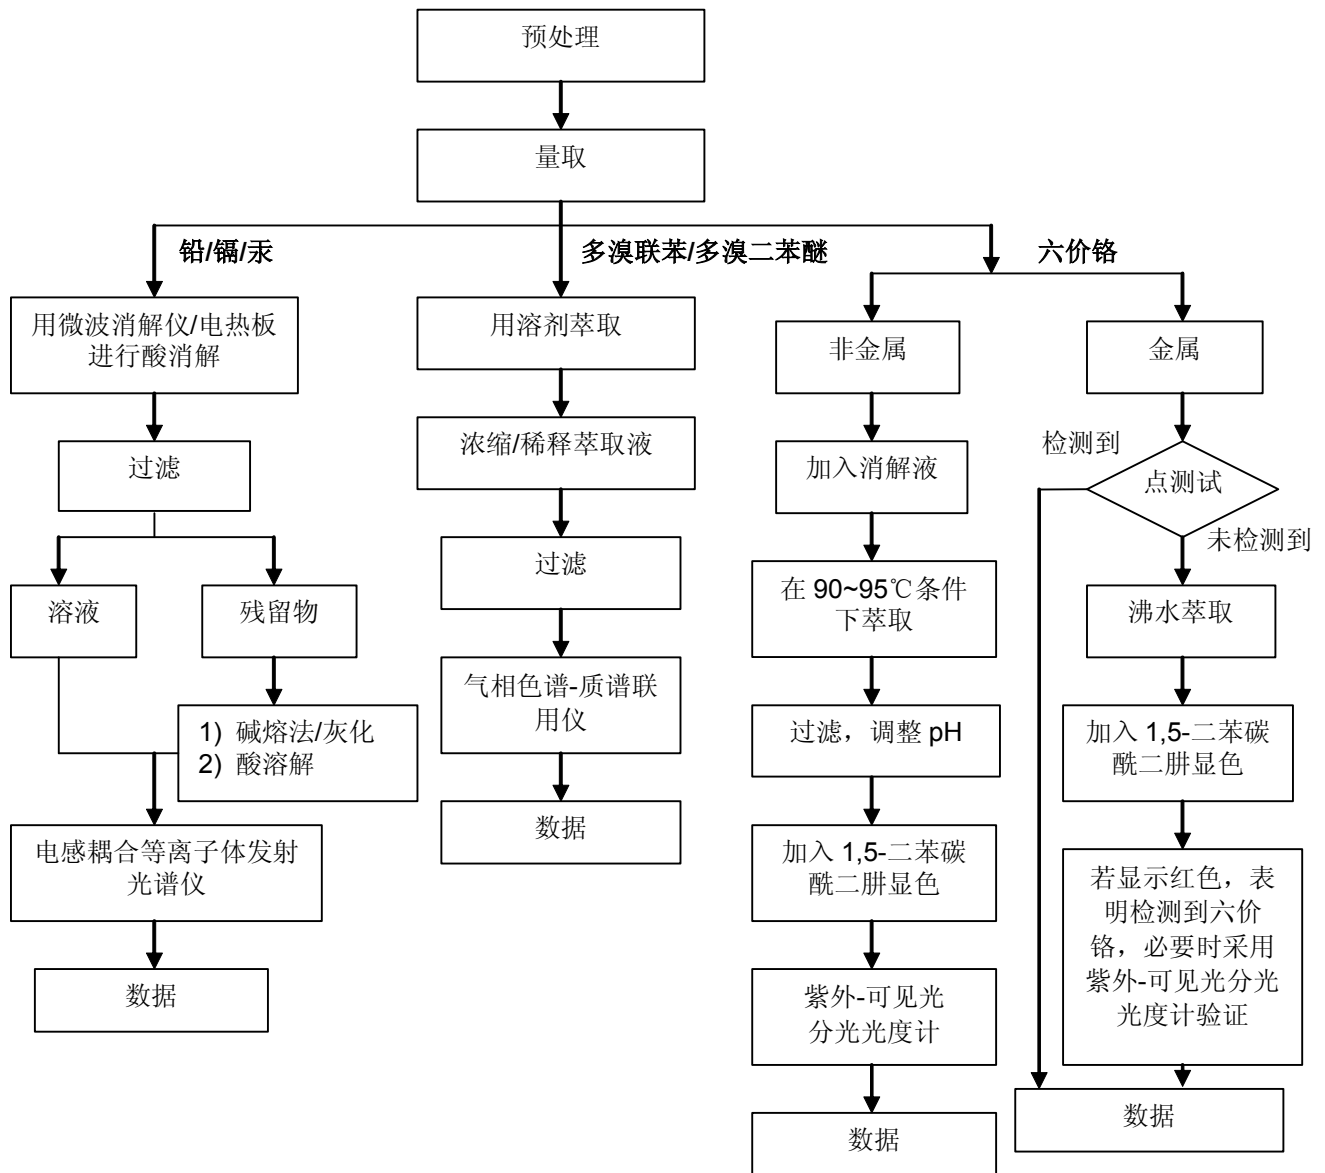 预处理
量取
铅/镉/汞
多溴联苯/多溴二苯醚
六价铬
用微波消解仪/电热板
进行酸消解
过滤
溶液
残留物
1) 碱熔法/灰化
2) 酸溶解
电感耦合等离子体发射
光谱仪
数据
用溶剂萃取
浓缩/稀释萃取液
过滤
气相色谱-质谱联
用仪
数据
非金属
加入消解液
在 90~95℃条件
下萃取
过滤，调整 pH
加入 1,5-二苯碳
酰二肼显色
紫外-可见光
分光光度计
数据
金属
检测到
点测试
未检测到
沸水萃取
加入 1,5-二苯碳
酰二肼显色
若显示红色，表
明检测到六价
铬，必要时采用
紫外-可见光分光
光度计验证
数据